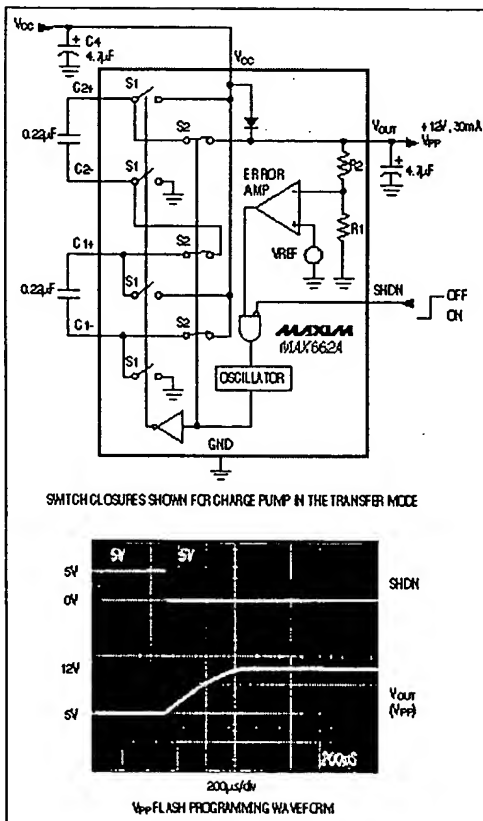 VCC
C4
4.7µF
VCC
C2+
S1
0.22µF
S2
VOUT
+12V, 30mA
VPP
R2
4.7µF
C2-
S1
ERROR
AMP
C1+
S2
R1
VREF
S1
0.22µF
SHDN
OFF
ON
C1-
S2
MAXIM
MAX662A
S1
OSCILLATOR
GND
SWITCH CLOSURES SHOWN FOR CHARGE PUMP IN THE TRANSFER MODE
5V 5V
5V
SHDN
0V
12V
VOUT
(VPP)
5V
200µS
200µs/div
VPP FLASH PROGRAMMING WAVEFORM